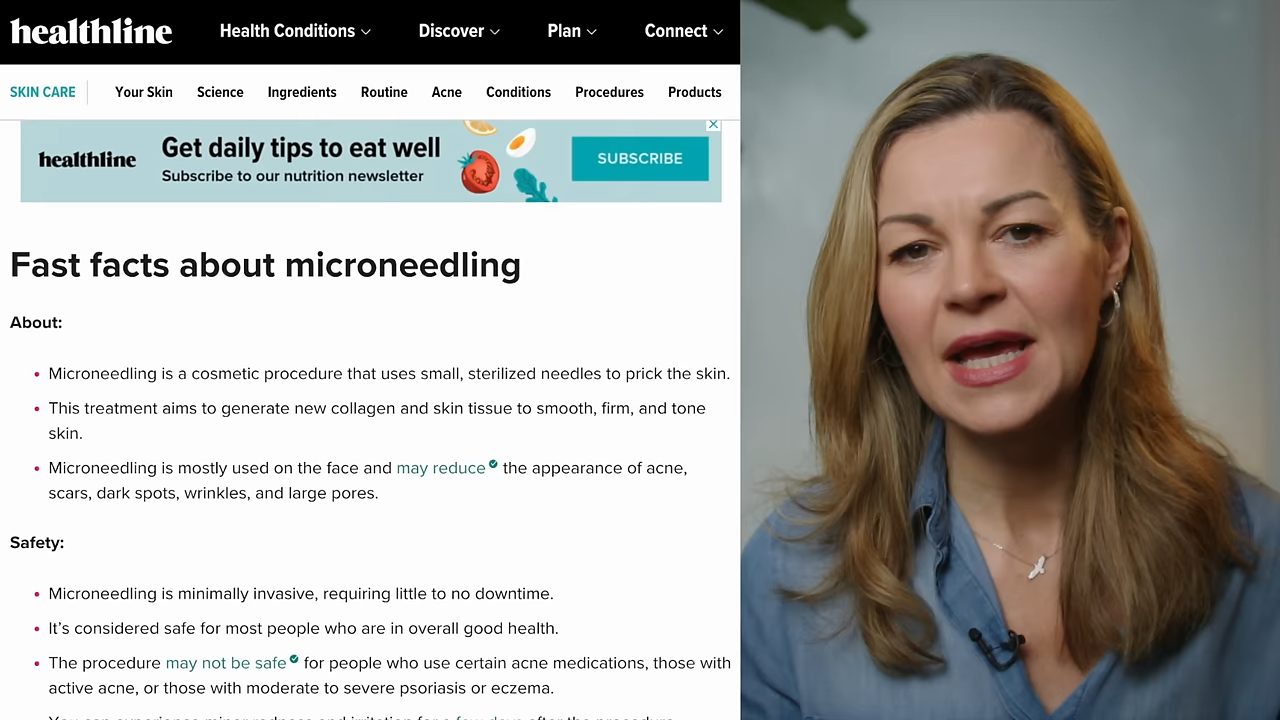 healthline
Health Conditions
Discover
Plan
Connect
SKIN CARE
Your Skin
Science
Ingredients
Routine
Acne
Conditions
Procedures
Products
healthline
Get daily tips to eat well
Subscribe to our nutrition newsletter
SUBSCRIBE
Fast facts about microneedling
About:
• Microneedling is a cosmetic procedure that uses small, sterilized needles to prick the skin.
• This treatment aims to generate new collagen and skin tissue to smooth, firm, and tone
skin.
• Microneedling is mostly used on the face and may reduce the appearance of acne,
scars, dark spots, wrinkles, and large pores.
Safety:
• Microneedling is minimally invasive, requiring little to no downtime.
• It’s considered safe for most people who are in overall good health.
• The procedure may not be safe for people who use certain acne medications, those with
active acne, or those with moderate to severe psoriasis or eczema.